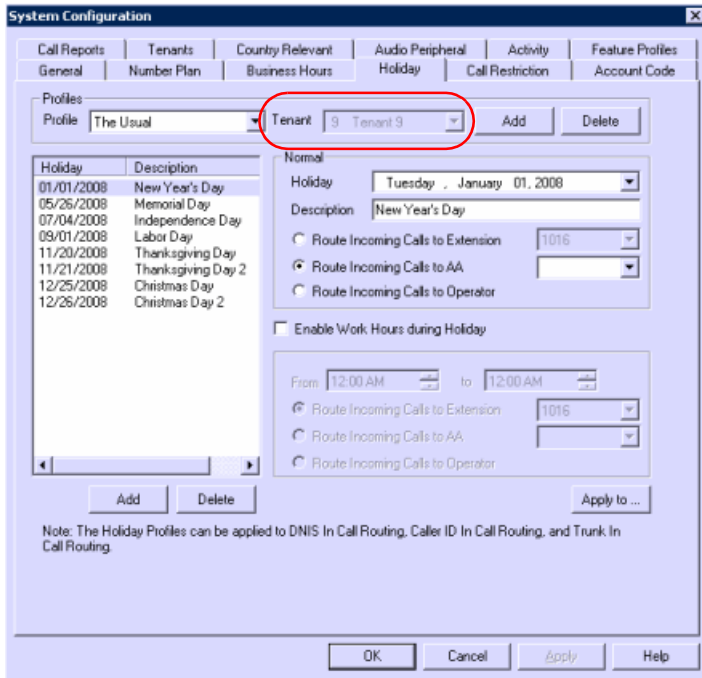 System Configuration
Call Reports Tenants Country Relevant Audio Peripheral Activity Feature Profiles
General Number Plan Business Hours Holiday Call Restriction Account Code
Profiles
Profile The Usual Tenant 9 Tenant 9 Add Delete
Holiday Description
01/01/2008 New Year's Day
05/26/2008 Memorial Day
07/04/2008 Independence Day
09/01/2008 Labor Day
11/20/2008 Thanksgiving Day
11/21/2008 Thanksgiving Day 2
12/25/2008 Christmas Day
12/26/2008 Christmas Day 2
Add Delete
Normal
Holiday Tuesday , January 01, 2008
Description New Year's Day
Route Incoming Calls to Extension 1016
Route Incoming Calls to AA
Route Incoming Calls to Operator
Enable Work Hours during Holiday
From 12:00 AM to 12:00 AM
Route Incoming Calls to Extension 1016
Route Incoming Calls to AA
Route Incoming Calls to Operator
Apply to ...
Note: The Holiday Profiles can be applied to DNIS In Call Routing, Caller ID In Call Routing, and Trunk In
Call Routing.
OK Cancel Apply Help